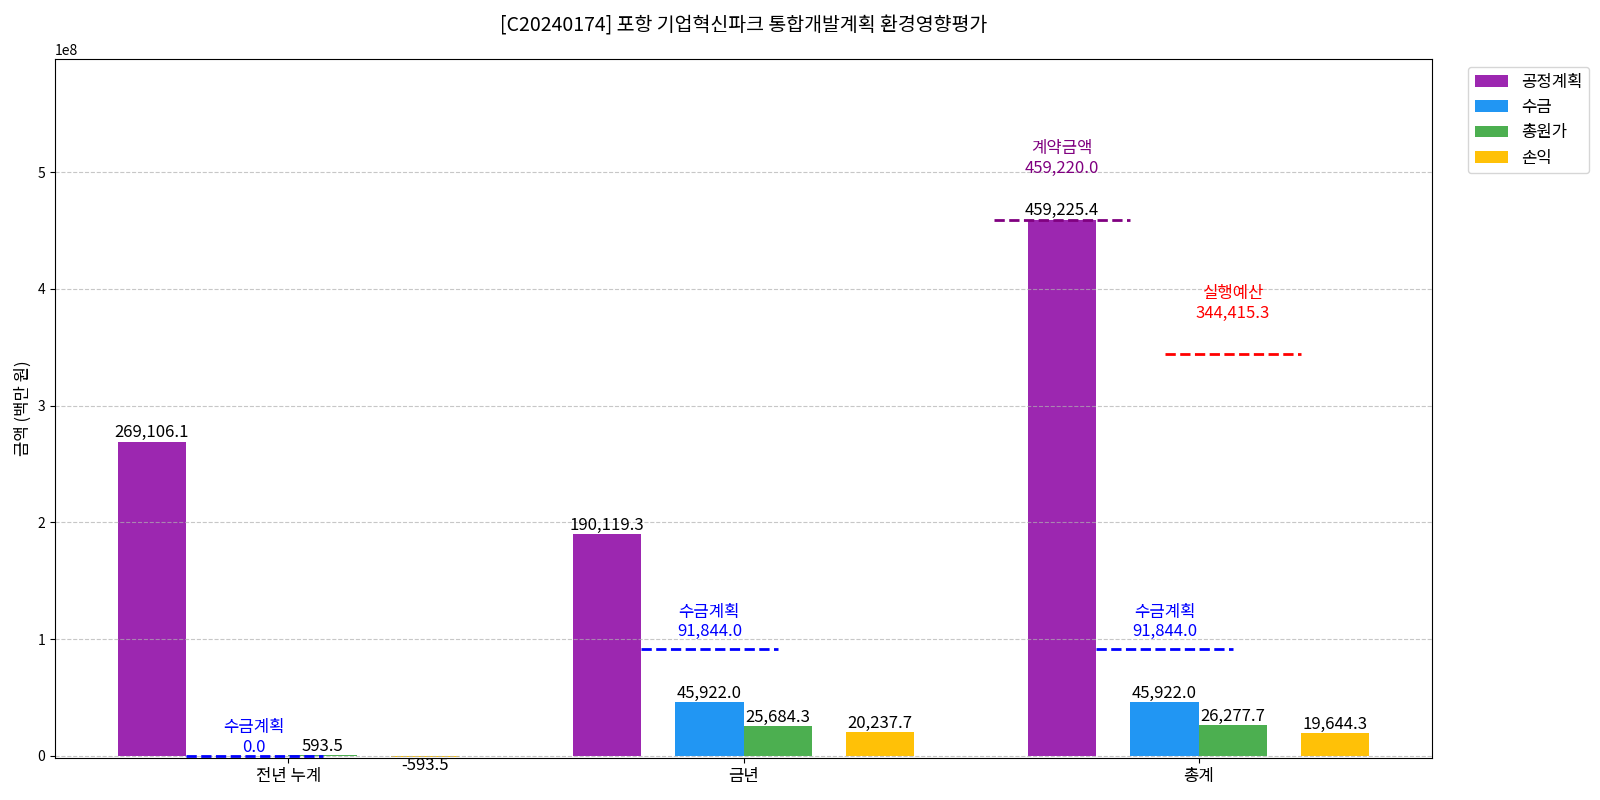 [C20240174] 포항 기업혁신파크 통합개발계획 환경영향평가
1e8
공정계획
수금
총원가
손익
금액 (백만 원)
5
4
3
2
1
0
269,106.1
수금계획
0.0
593.5
-593.5
190,119.3
수금계획
91,844.0
45,922.0
25,684.3
20,237.7
계약금액
459,220.0
459,225.4
실행예산
344,415.3
수금계획
91,844.0
45,922.0
26,277.7
19,644.3
전년 누계
금년
총계